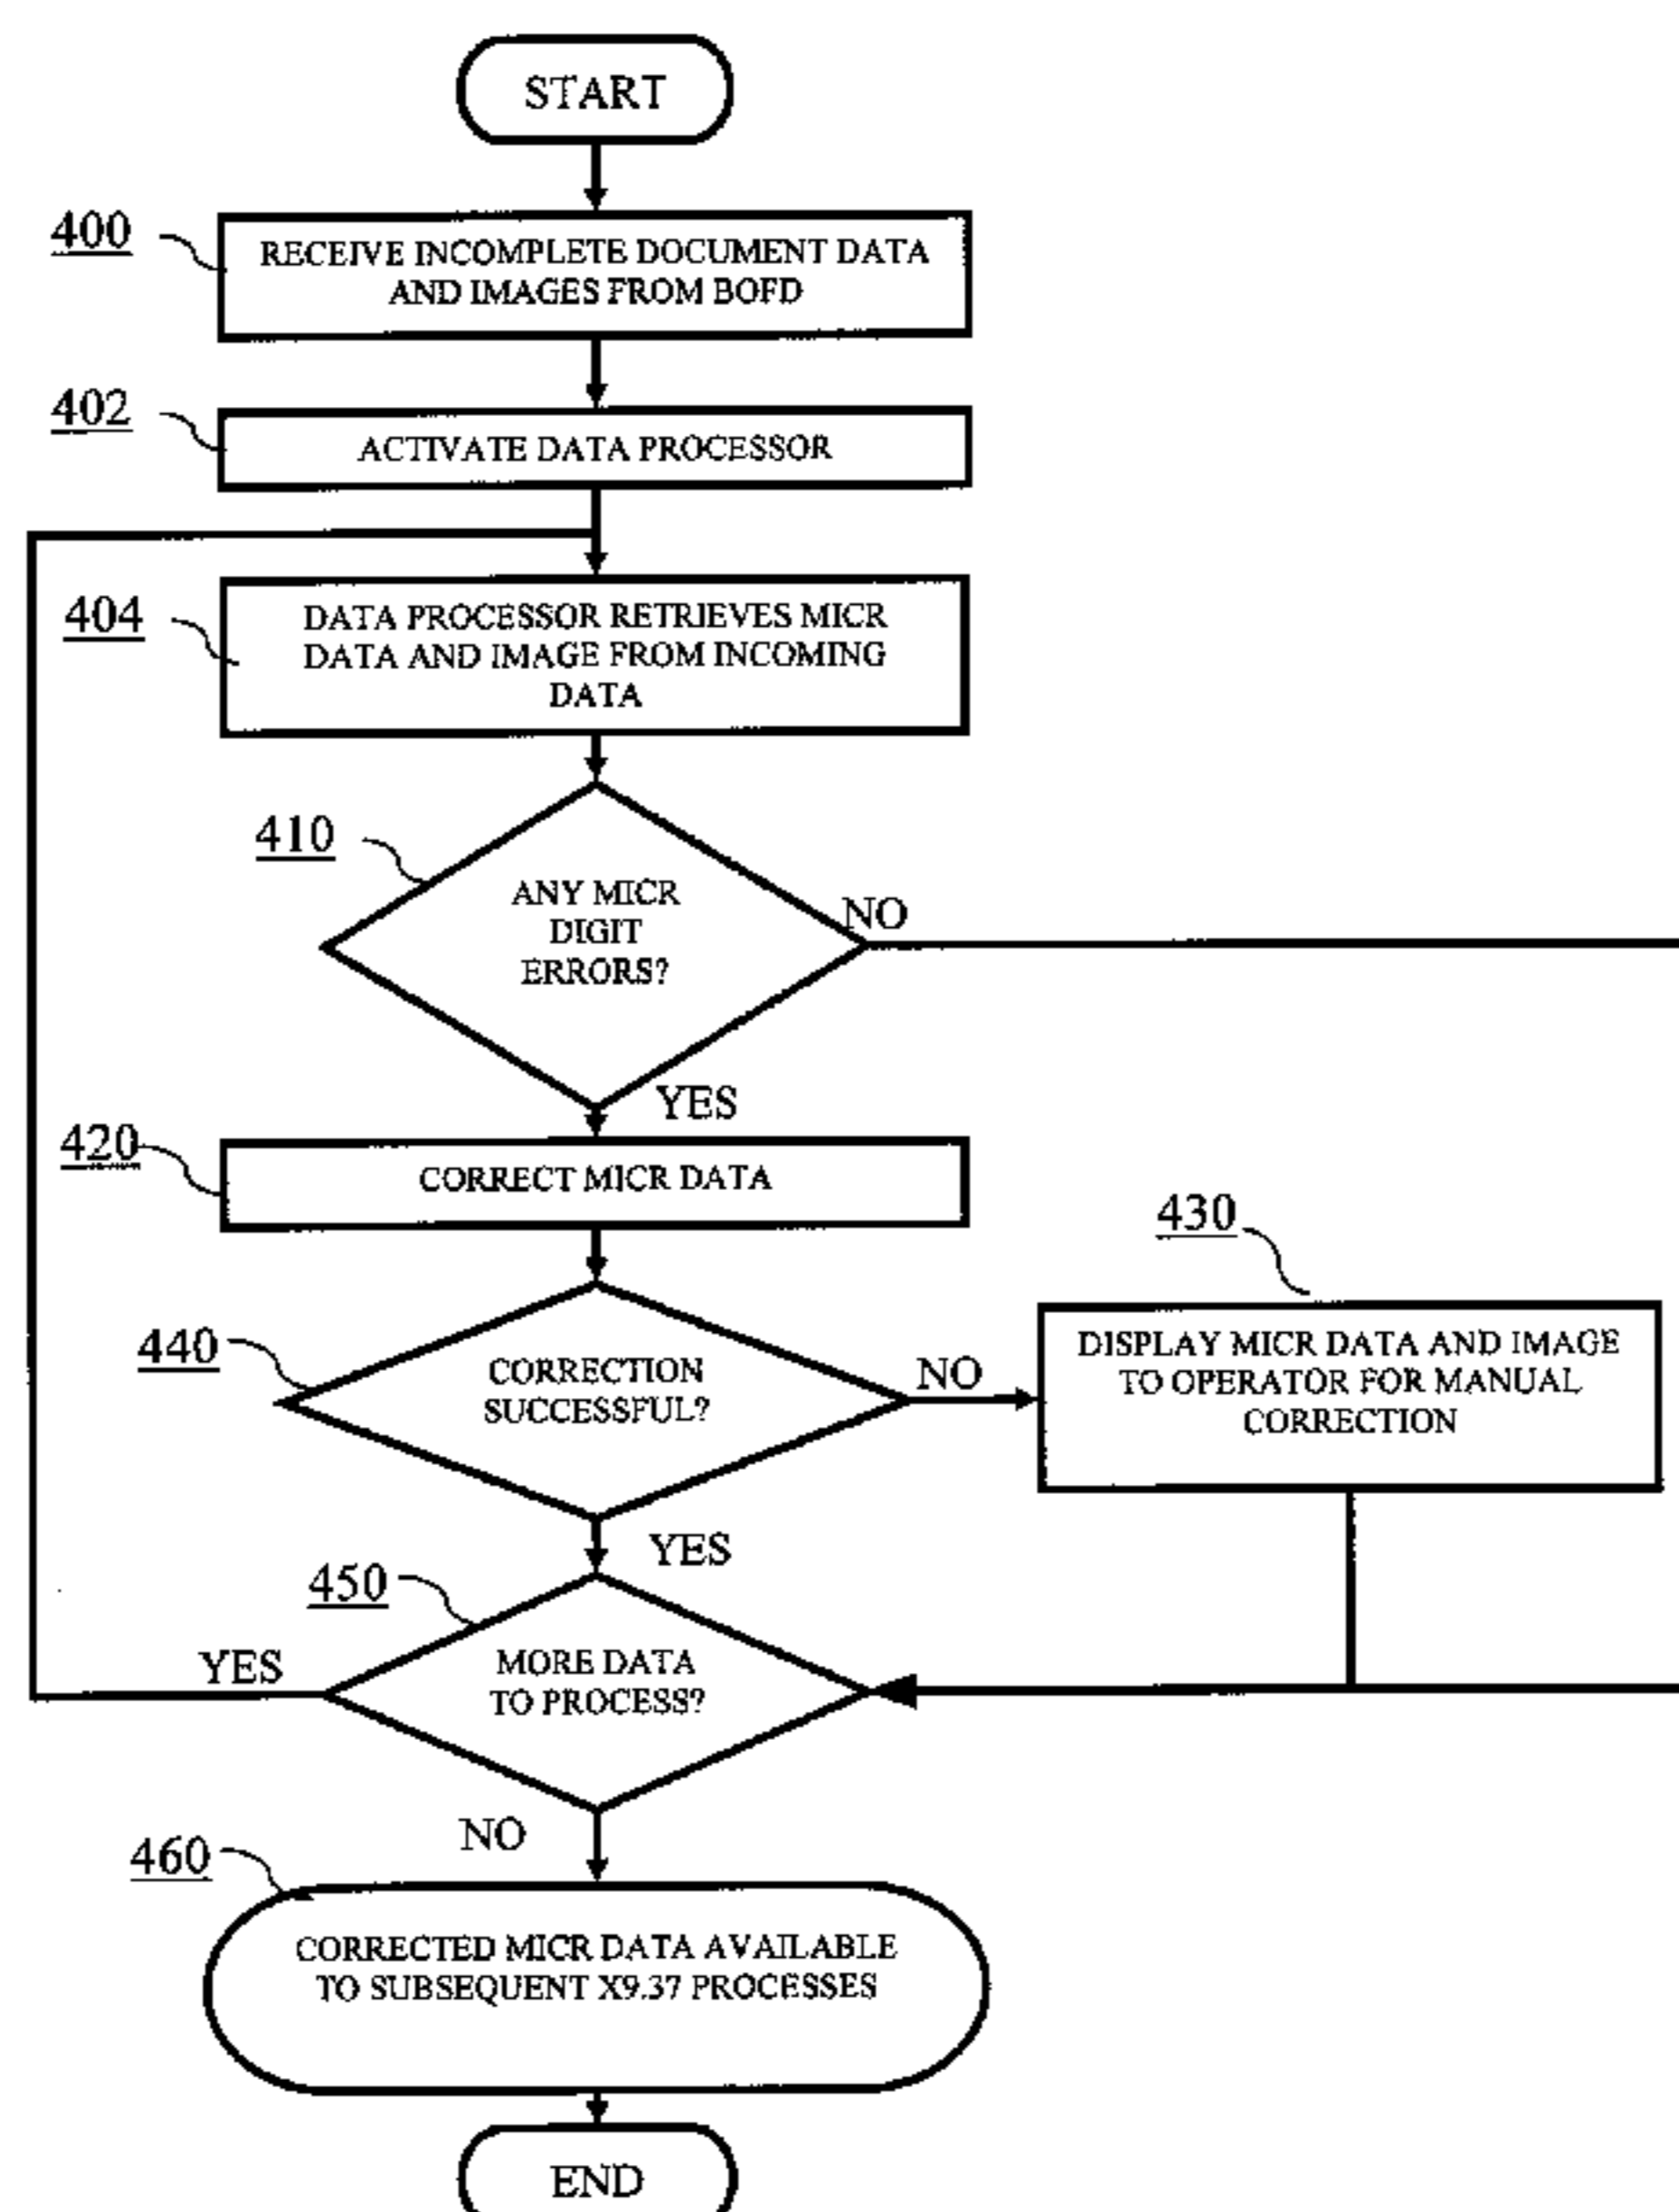 START
400
RECEIVE INCOMPLETE DOCUMENT DATA
AND IMAGES FROM BOFD
402
ACTIVATE DATA PROCESSOR
404
DATA PROCESSOR RETRIEVES MICR
DATA AND IMAGE FROM INCOMING
DATA
410
ANY MICR
DIGIT
ERRORS?
NO
YES
420
CORRECT MICR DATA
430
440
CORRECTION
SUCCESSFUL?
NO
DISPLAY MICR DATA AND IMAGE
TO OPERATOR FOR MANUAL
CORRECTION
YES
450
MORE DATA
TO PROCESS?
YES
NO
460
CORRECTED MICR DATA AVAILABLE
TO SUBSEQUENT X9.37 PROCESSES
END